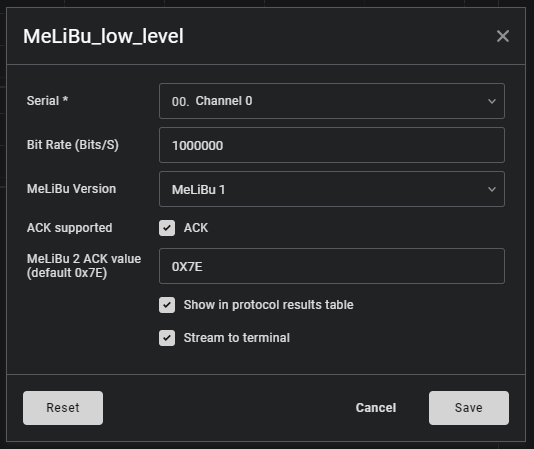 MeLiBu_low_level
Serial *
00. Channel 0
Bit Rate (Bits/S)
1000000
MeLiBu Version
MeLiBu 1
ACK supported
ACK
MeLiBu 2 ACK value
(default 0x7E)
0X7E
Show in protocol results table
Stream to terminal
Reset
Cancel
Save